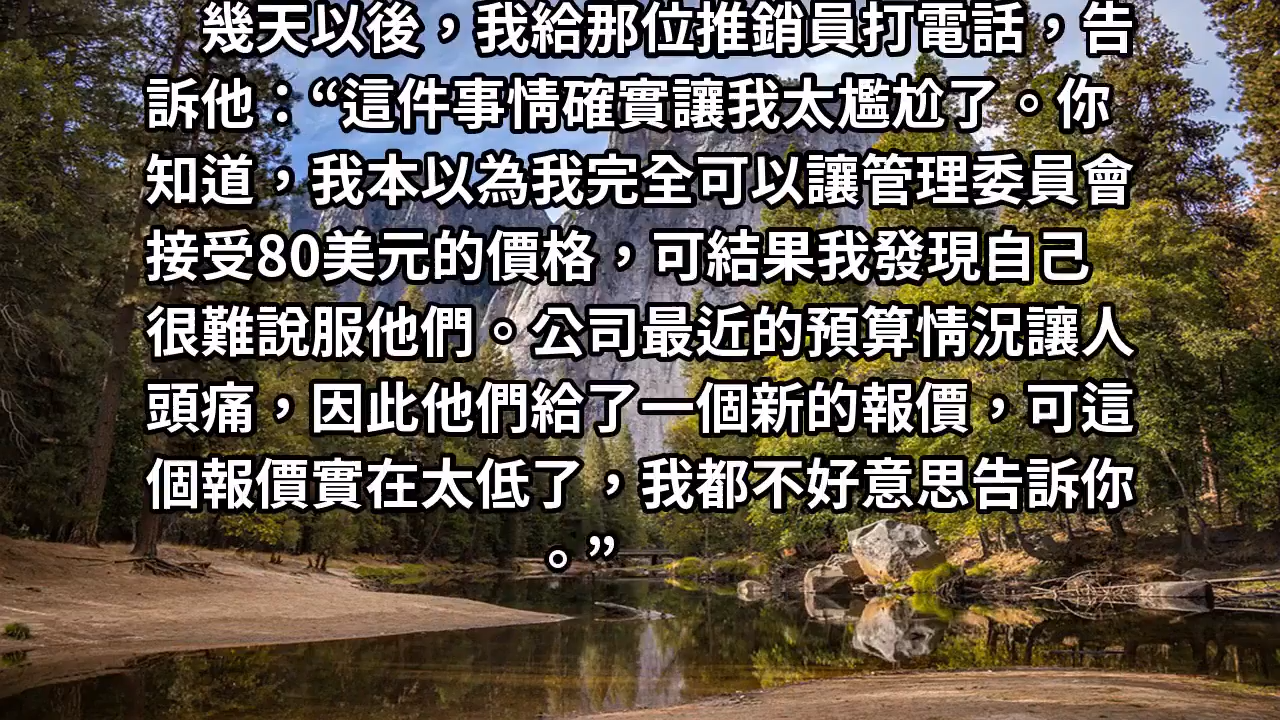 幾天以後，我給那位推銷員打電話，告
訴他：“這件事情確實讓我太尷尬了。你
知道，我本以為我完全可以讓管理委員會
接受80美元的價格，可結果我發現自己
很難說服他們。公司最近的預算情況讓人
頭痛，因此他們給了一個新的報價，可這
個報價實在太低了，我都不好意思告訴你
。”